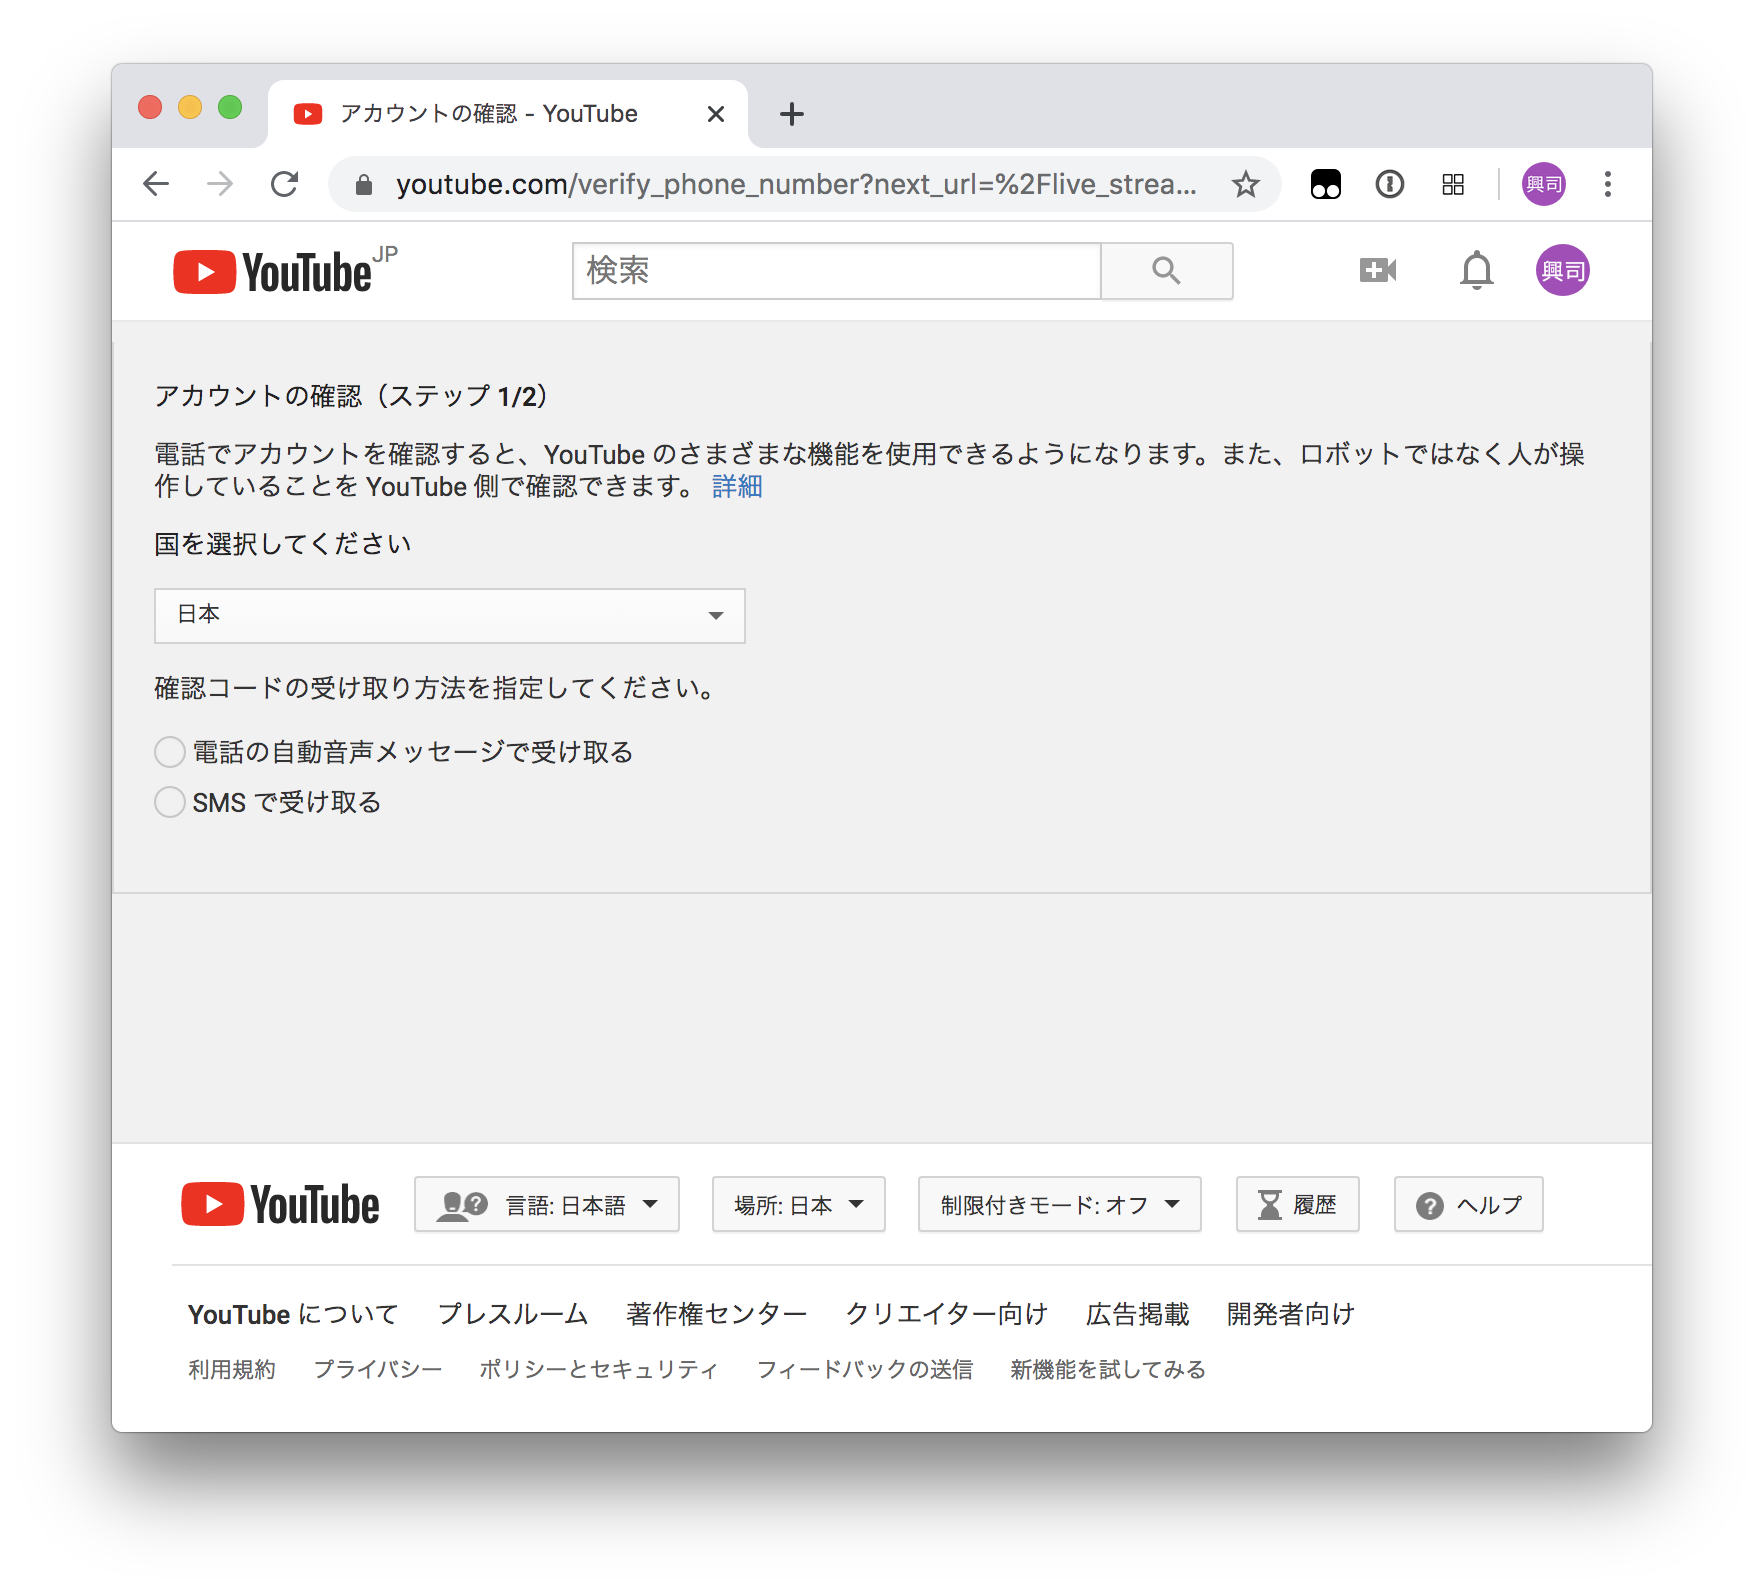 アカウントの確認 - YouTube
youtube.com/verify_phone_number?next_url=%2Flive_strea...
興司
YouTube JP
検索
興司
アカウントの確認（ステップ 1/2）
電話でアカウントを確認すると、YouTube のさまざまな機能を使用できるようになります。また、ロボットではなく人が操
作していることを YouTube 側で確認できます。 詳細
国を選択してください
日本
確認コードの受け取り方法を指定してください。
電話の自動音声メッセージで受け取る
SMS で受け取る
YouTube 言語: 日本語 場所: 日本 制限付きモード: オフ 履歴 ヘルプ
YouTube について プレスルーム 著作権センター クリエイター向け 広告掲載 開発者向け
利用規約 プライバシー ポリシーとセキュリティ フィードバックの送信 新機能を試してみる